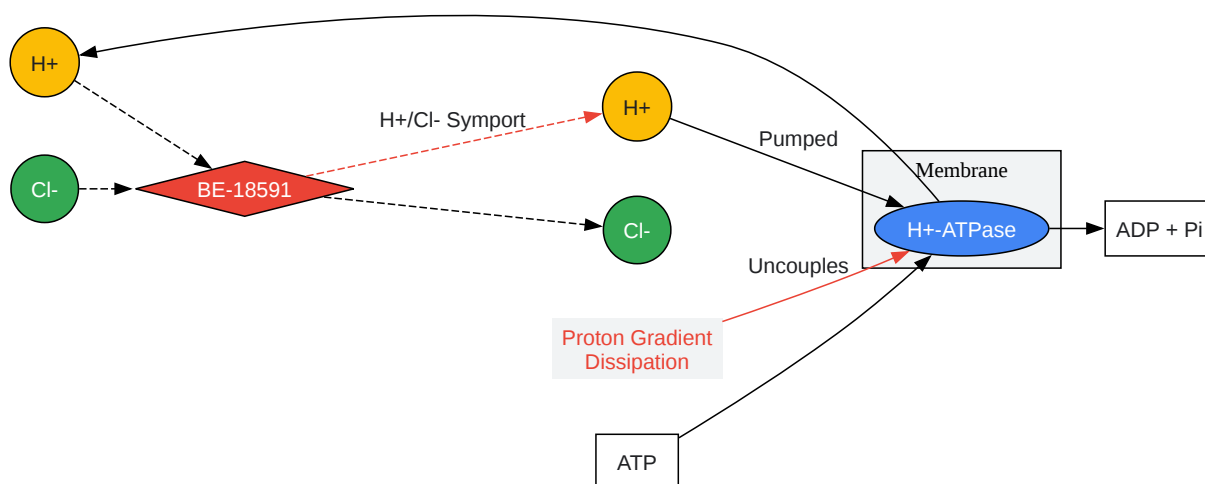 H+
H+/Cl- Symport
H+
Pumped
Membrane
Cl-
BE-18591
Cl-
H+-ATPase
ADP + Pi
Uncouples
Proton Gradient
Dissipation
ATP